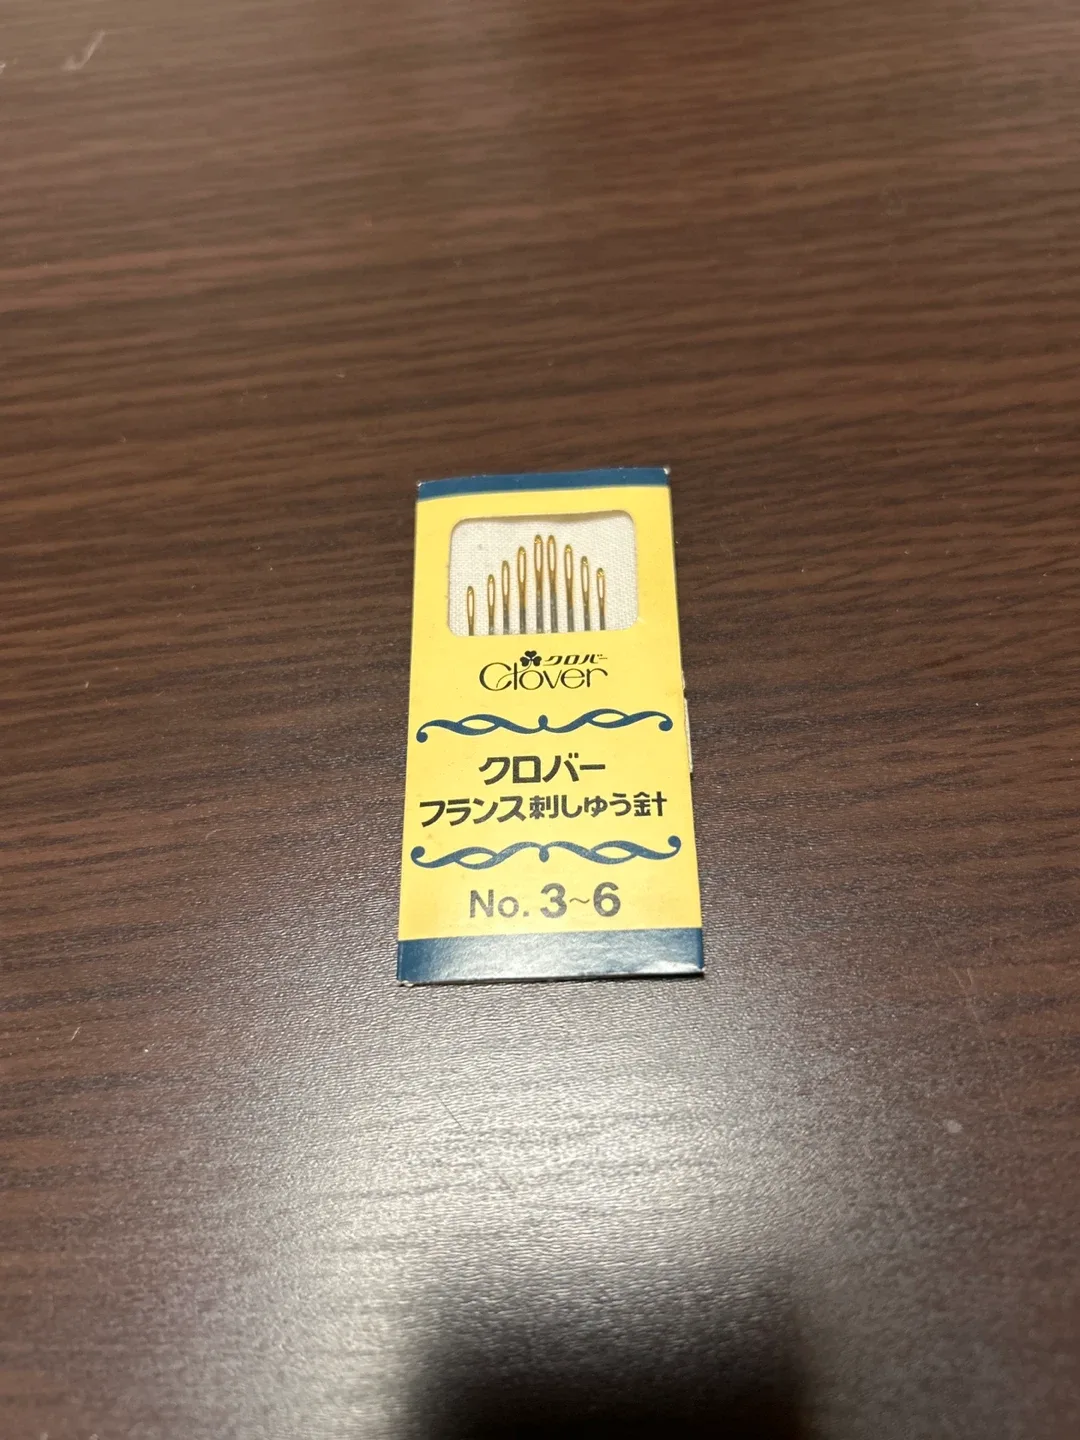 クロバー
Clover
クロバー
フランス刺しゅう針
No. 3~6